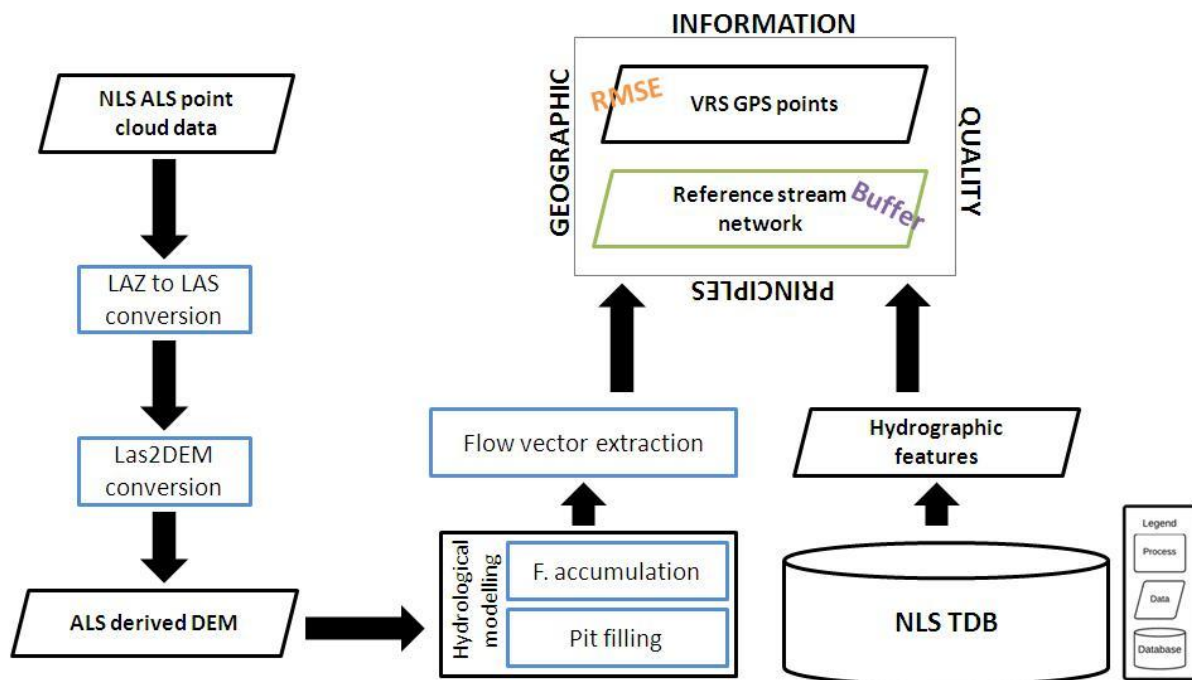 NLS ALS point
cloud data
LAZ to LAS
conversion
Las2DEM
conversion
ALS derived DEM
Hydrological
modelling
F. accumulation
Pit filling
Flow vector extraction
INFORMATION
GEOGRAPHIC
QUALITY
PRINCIPLES
RMSE
VRS GPS points
Reference stream
network
Buffer
Hydrographic
features
NLS TDB
Legend
Process
Data
Database